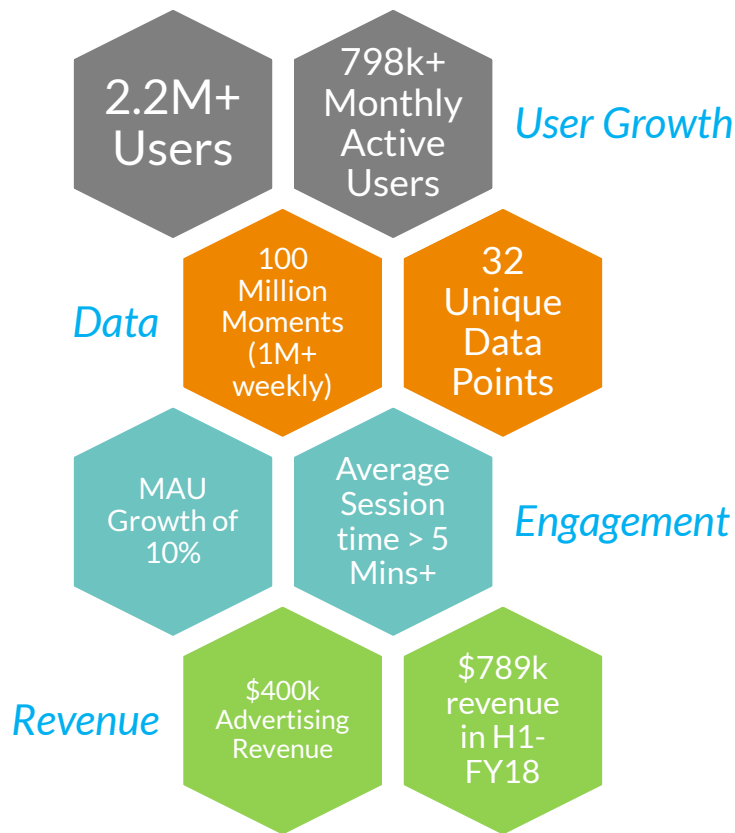 2.2M+
Users
798k+
Monthly
Active
Users
User Growth
Data
100
Million
Moments
(1M+
weekly)
32
Unique
Data
Points
MAU
Growth of
10%
Average
Session
time > 5
Mins+
Engagement
Revenue
$400k
Advertising
Revenue
$789k
revenue
in H1-
FY18